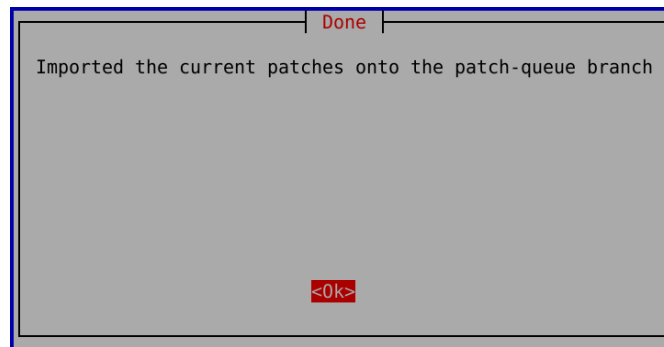 Done
Imported the current patches onto the patch-queue branch
<Ok>